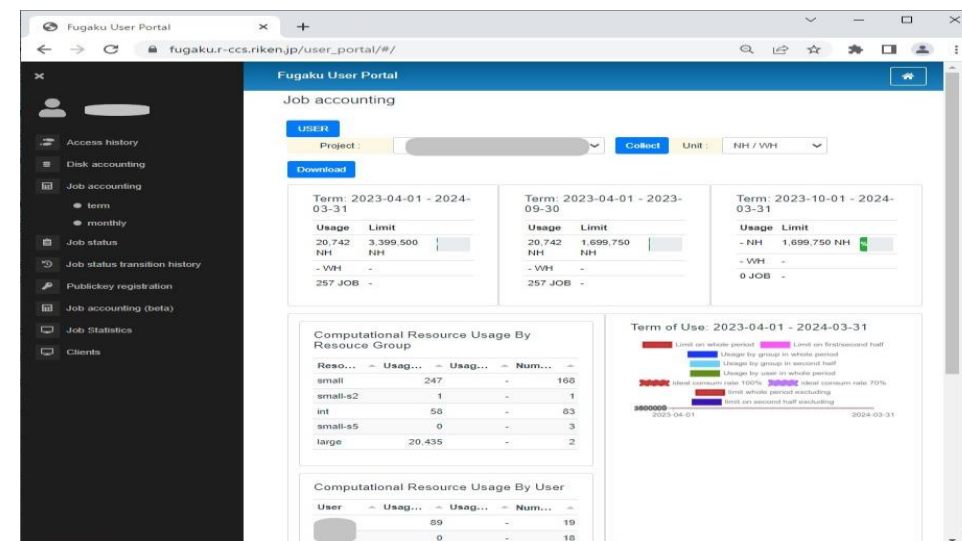 Fugaku User Portal
fugaku.r-ccs.riken.jp/user_portal/#/
Fugaku User Portal
Access history
Disk accounting
Job accounting
term
monthly
Job status
Job status transition history
Publickey registration
Job accounting (beta)
Job Statistics
Clients
Job accounting
USER
Project : Collect Unit : NH / WH
Download
Term: 2023-04-01 - 2024-
03-31
Usage Limit
20,742 3,399,500
NH NH
- WH -
257 JOB -
Term: 2023-04-01 - 2023-
09-30
Usage Limit
20,742 1,699,750
NH NH
- WH -
257 JOB -
Term: 2023-10-01 - 2024-
03-31
Usage Limit
- NH 1,699,750 NH %
- WH -
0 JOB -
Computational Resource Usage By
Resouce Group
Reso... Usag... Usag... Num...
small 247 - 168
small-s2 1 - 1
int 58 - 83
small-s5 0 - 3
large 20,435 - 2
Term of Use: 2023-04-01 - 2024-03-31
Limit on whole period Limit on first/second half
Usage by group in whole period
Usage by group in second half
Usage by user in whole period
ideal consum rate 100% ideal consum rate 70%
limit whole period excluding
limit on second half excluding
3600000
2023-04-01 2024-03-31
Computational Resource Usage By User
User Usag... Usag... Num...
89 - 19
0 - 18